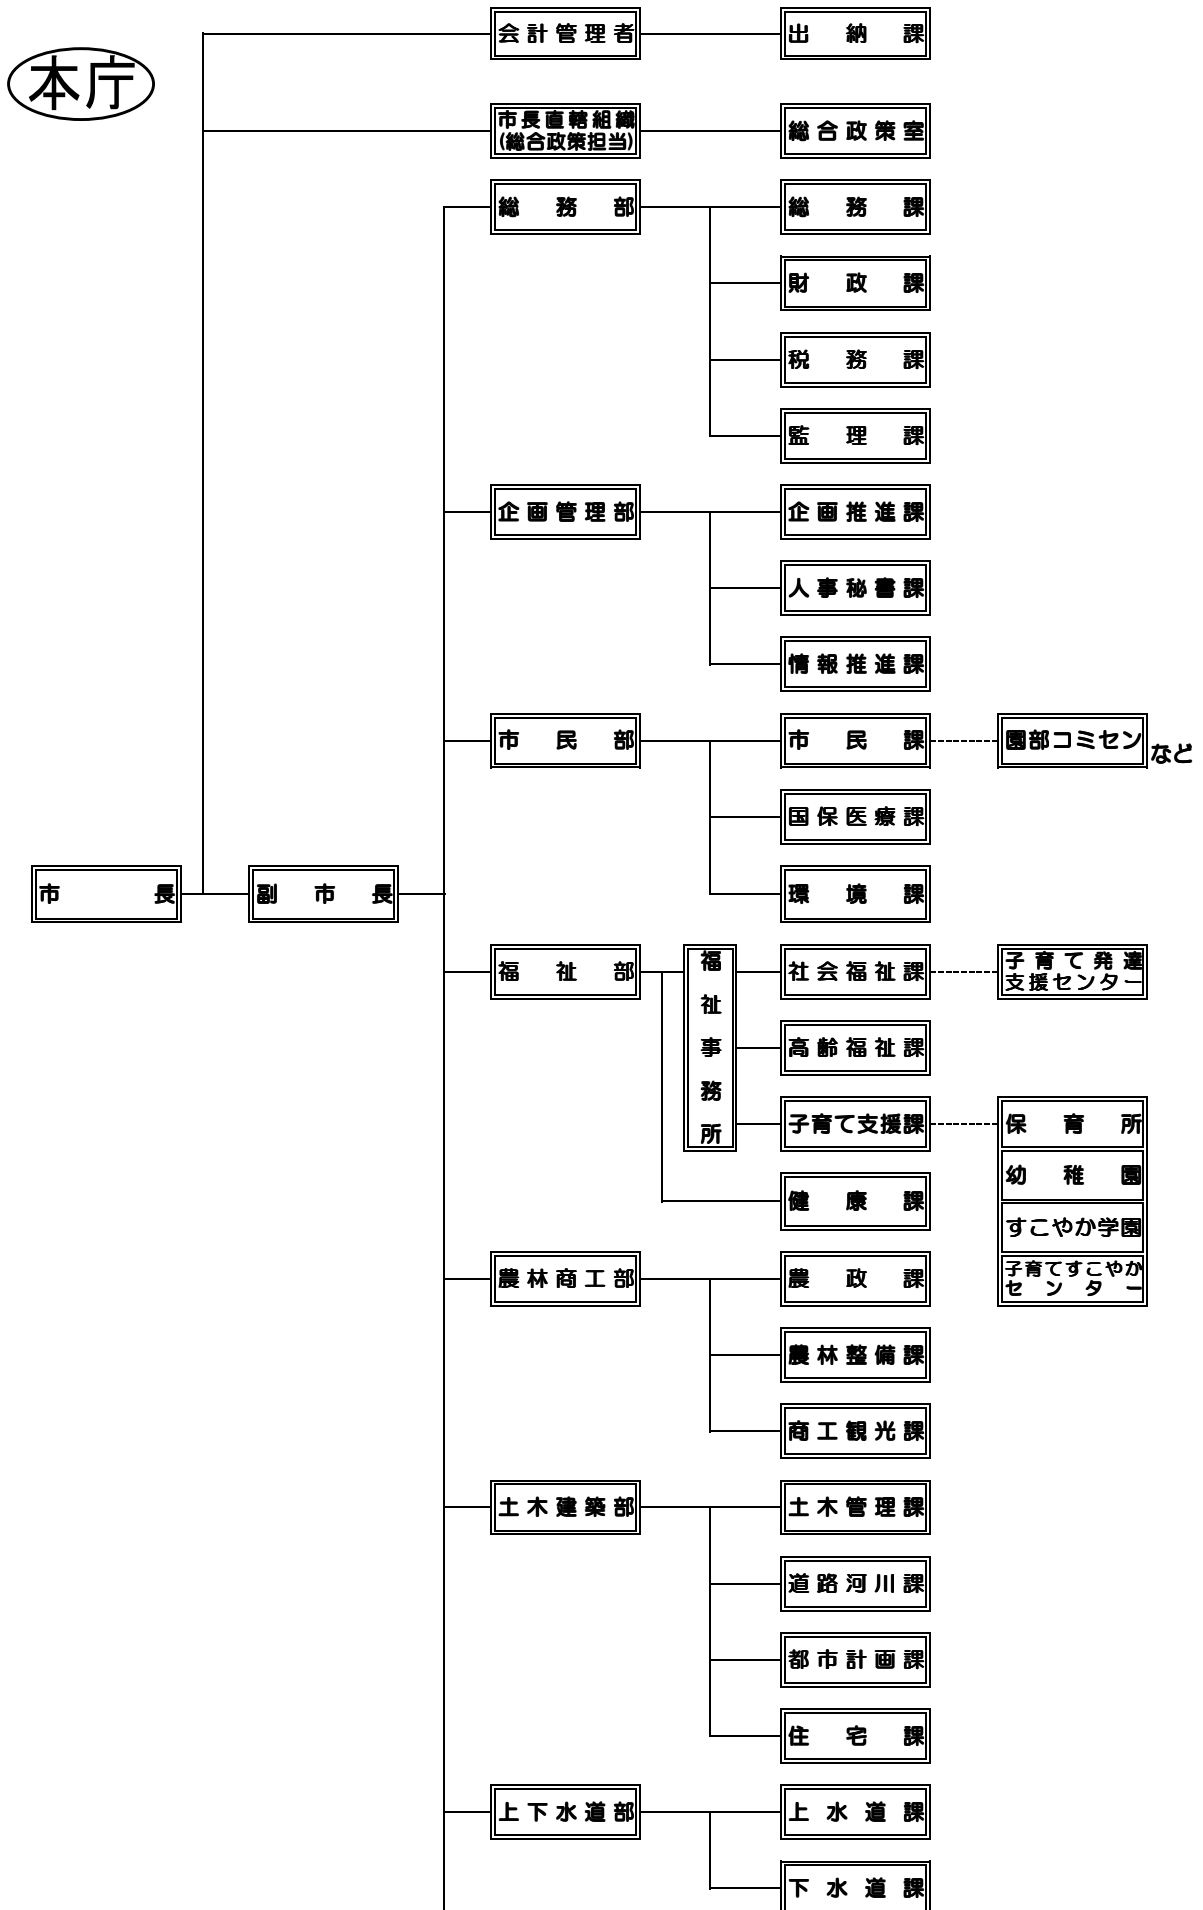 会計管理者
出納課
本庁
市長直轄組織
(総合政策担当)
総合政策室
総務部
総務課
財政課
税務課
監理課
企画管理部
企画推進課
人事秘書課
情報推進課
市民部
市民課
園部コミセン
など
国保医療課
市長
副市長
環境課
福祉部
福祉事務所
社会福祉課
子育て発達
支援センター
高齢福祉課
子育て支援課
保育所
幼稚園
健康課
すこやか学園
子育てすこやか
センター
農林商工部
農政課
農林整備課
商工観光課
土木建築部
土木管理課
道路河川課
都市計画課
住宅課
上下水道部
上水道課
下水道課